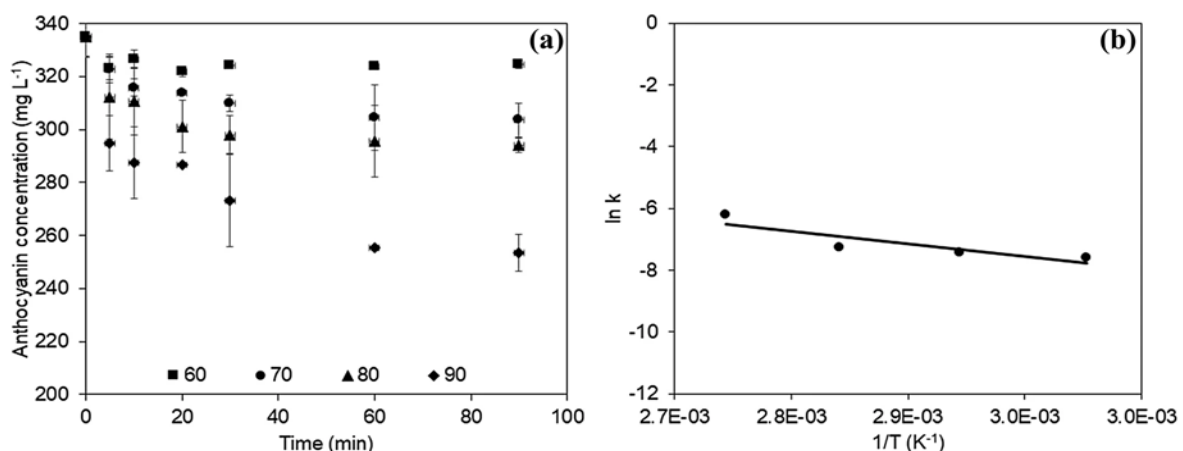 (a)
Anthocyanin concentration (mg L⁻¹)
340
320
300
280
260
240
220
200
60 70 80 90
0 20 40 60 80 100
Time (min)
(b)
ln k
-0
-2
-4
-6
-8
-10
-12
2.7E-03 2.8E-03 2.9E-03 3.0E-03 3.0E-03
1/T (K⁻¹)